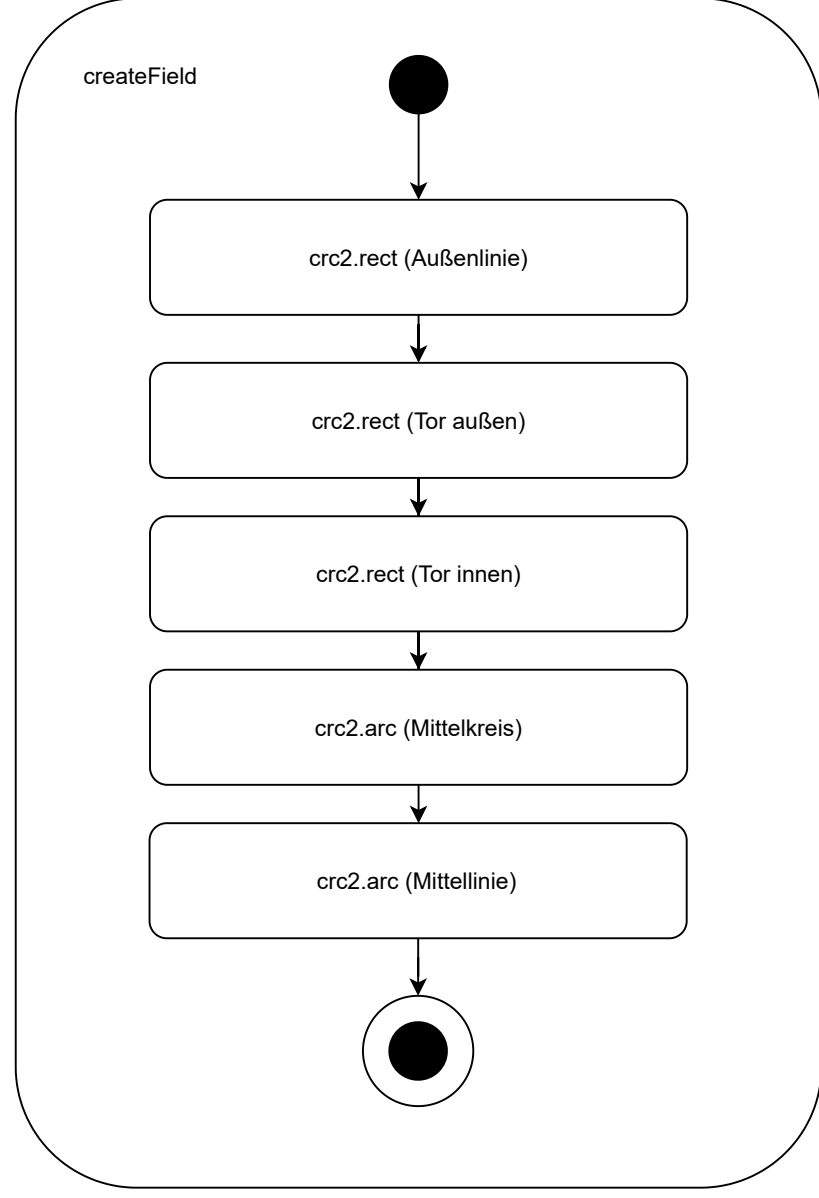 createField
crc2.rect (Außenlinie)
crc2.rect (Tor außen)
crc2.rect (Tor innen)
crc2.arc (Mittelkreis)
crc2.arc (Mittellinie)